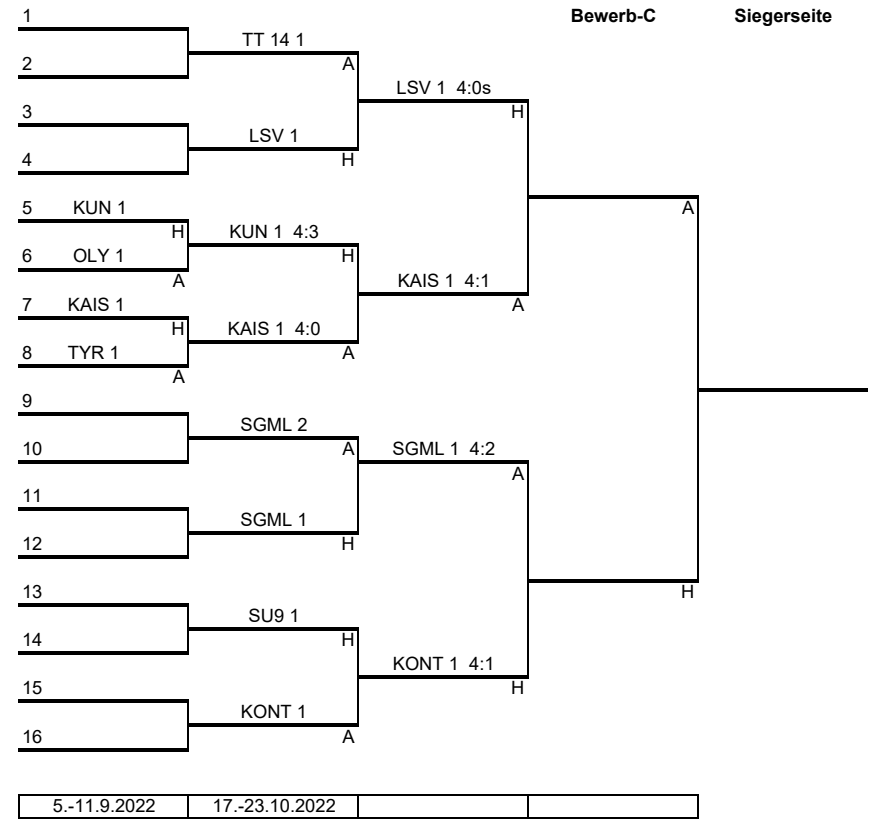 1 Bewerb-C Siegerseite
TT 14 1
2 A
LSV 1 4:0s
3 H
LSV 1
4 H
5 KUN 1 A
H KUN 1 4:3
6 OLY 1 H
A KAIS 1 4:1
7 KAIS 1 A
H KAIS 1 4:0
8 TYR 1 A
A
9
SGML 2
10 A SGML 1 4:2
A
11
SGML 1
12 H
13 H
SU9 1
14 H
KONT 1 4:1
15 H
KONT 1
16 A
5.-11.9.2022 17.-23.10.2022